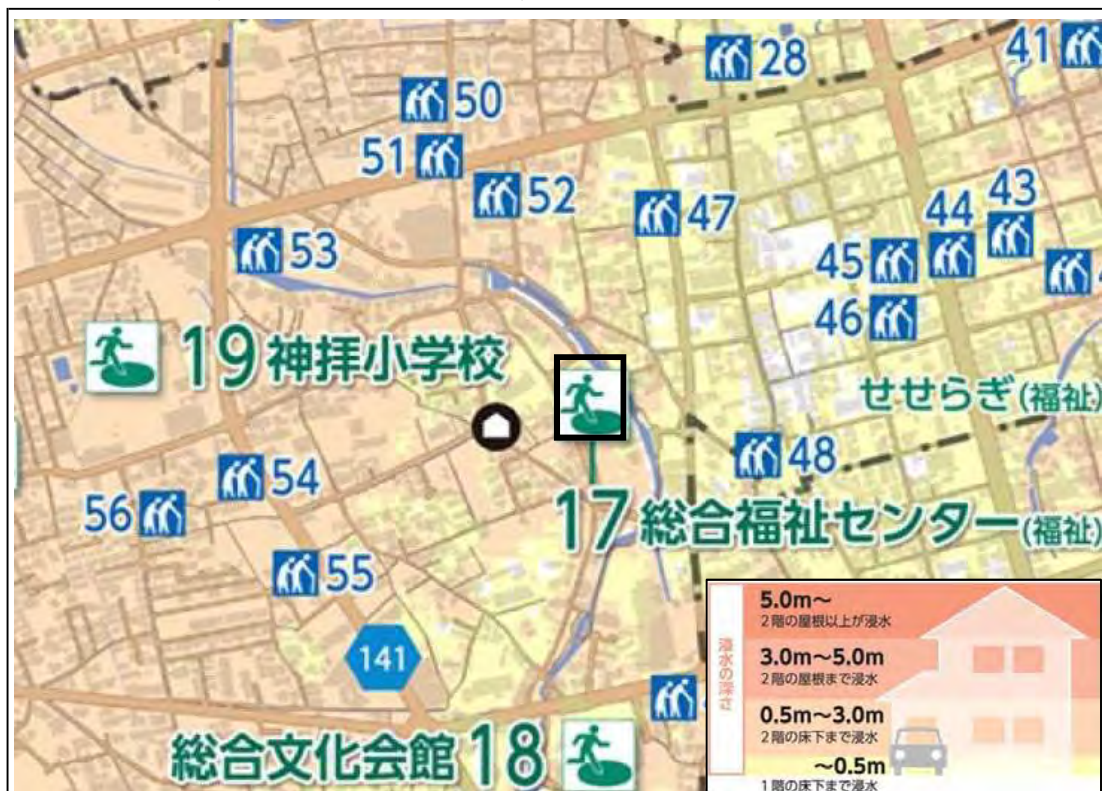 28
41
50
51
52
47
43
44
45
46
53
19 神拝小学校
せせらぎ(福祉)
48
54
56
17 総合福祉センター(福祉)
55
141
総合文化会館 18
浸水の深さ
5.0m~
2階の屋根以上が浸水
3.0m~5.0m
2階の屋根まで浸水
0.5m~3.0m
2階の床下まで浸水
~0.5m
1階の床下まで浸水